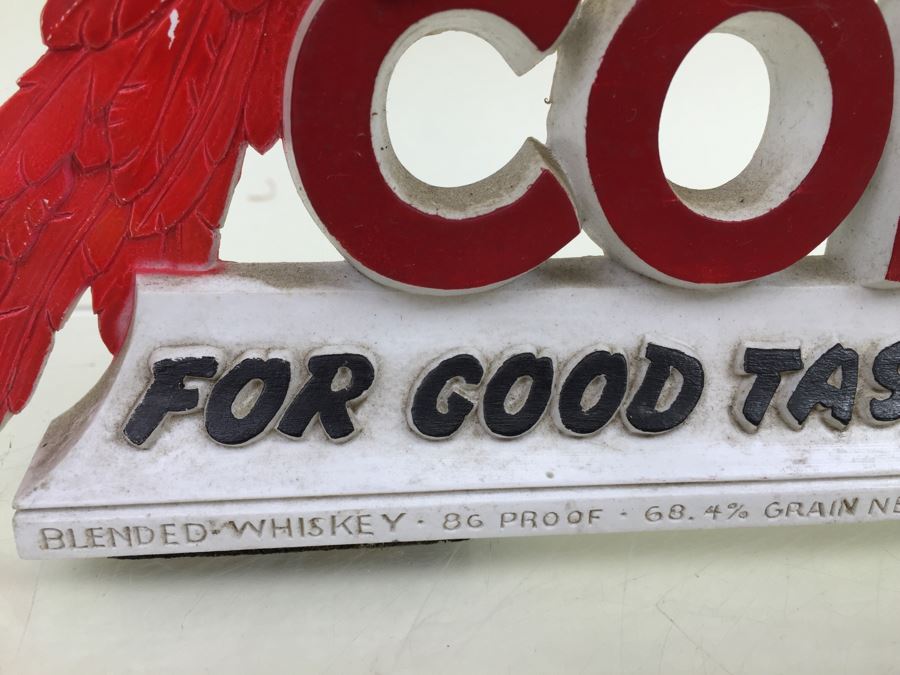 CO
FOR GOOD TAS
BLENDED WHISKEY · 86 PROOF · 68.4% GRAIN NE